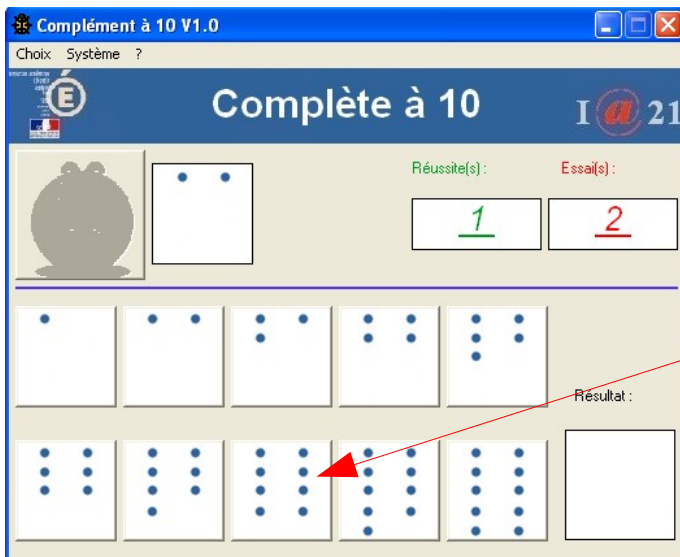 Complément à 10 V1.0
Choix Système ?
Complète à 10
I@21
Réussite(s) :
Essai(s) :
1
2
Résultat :